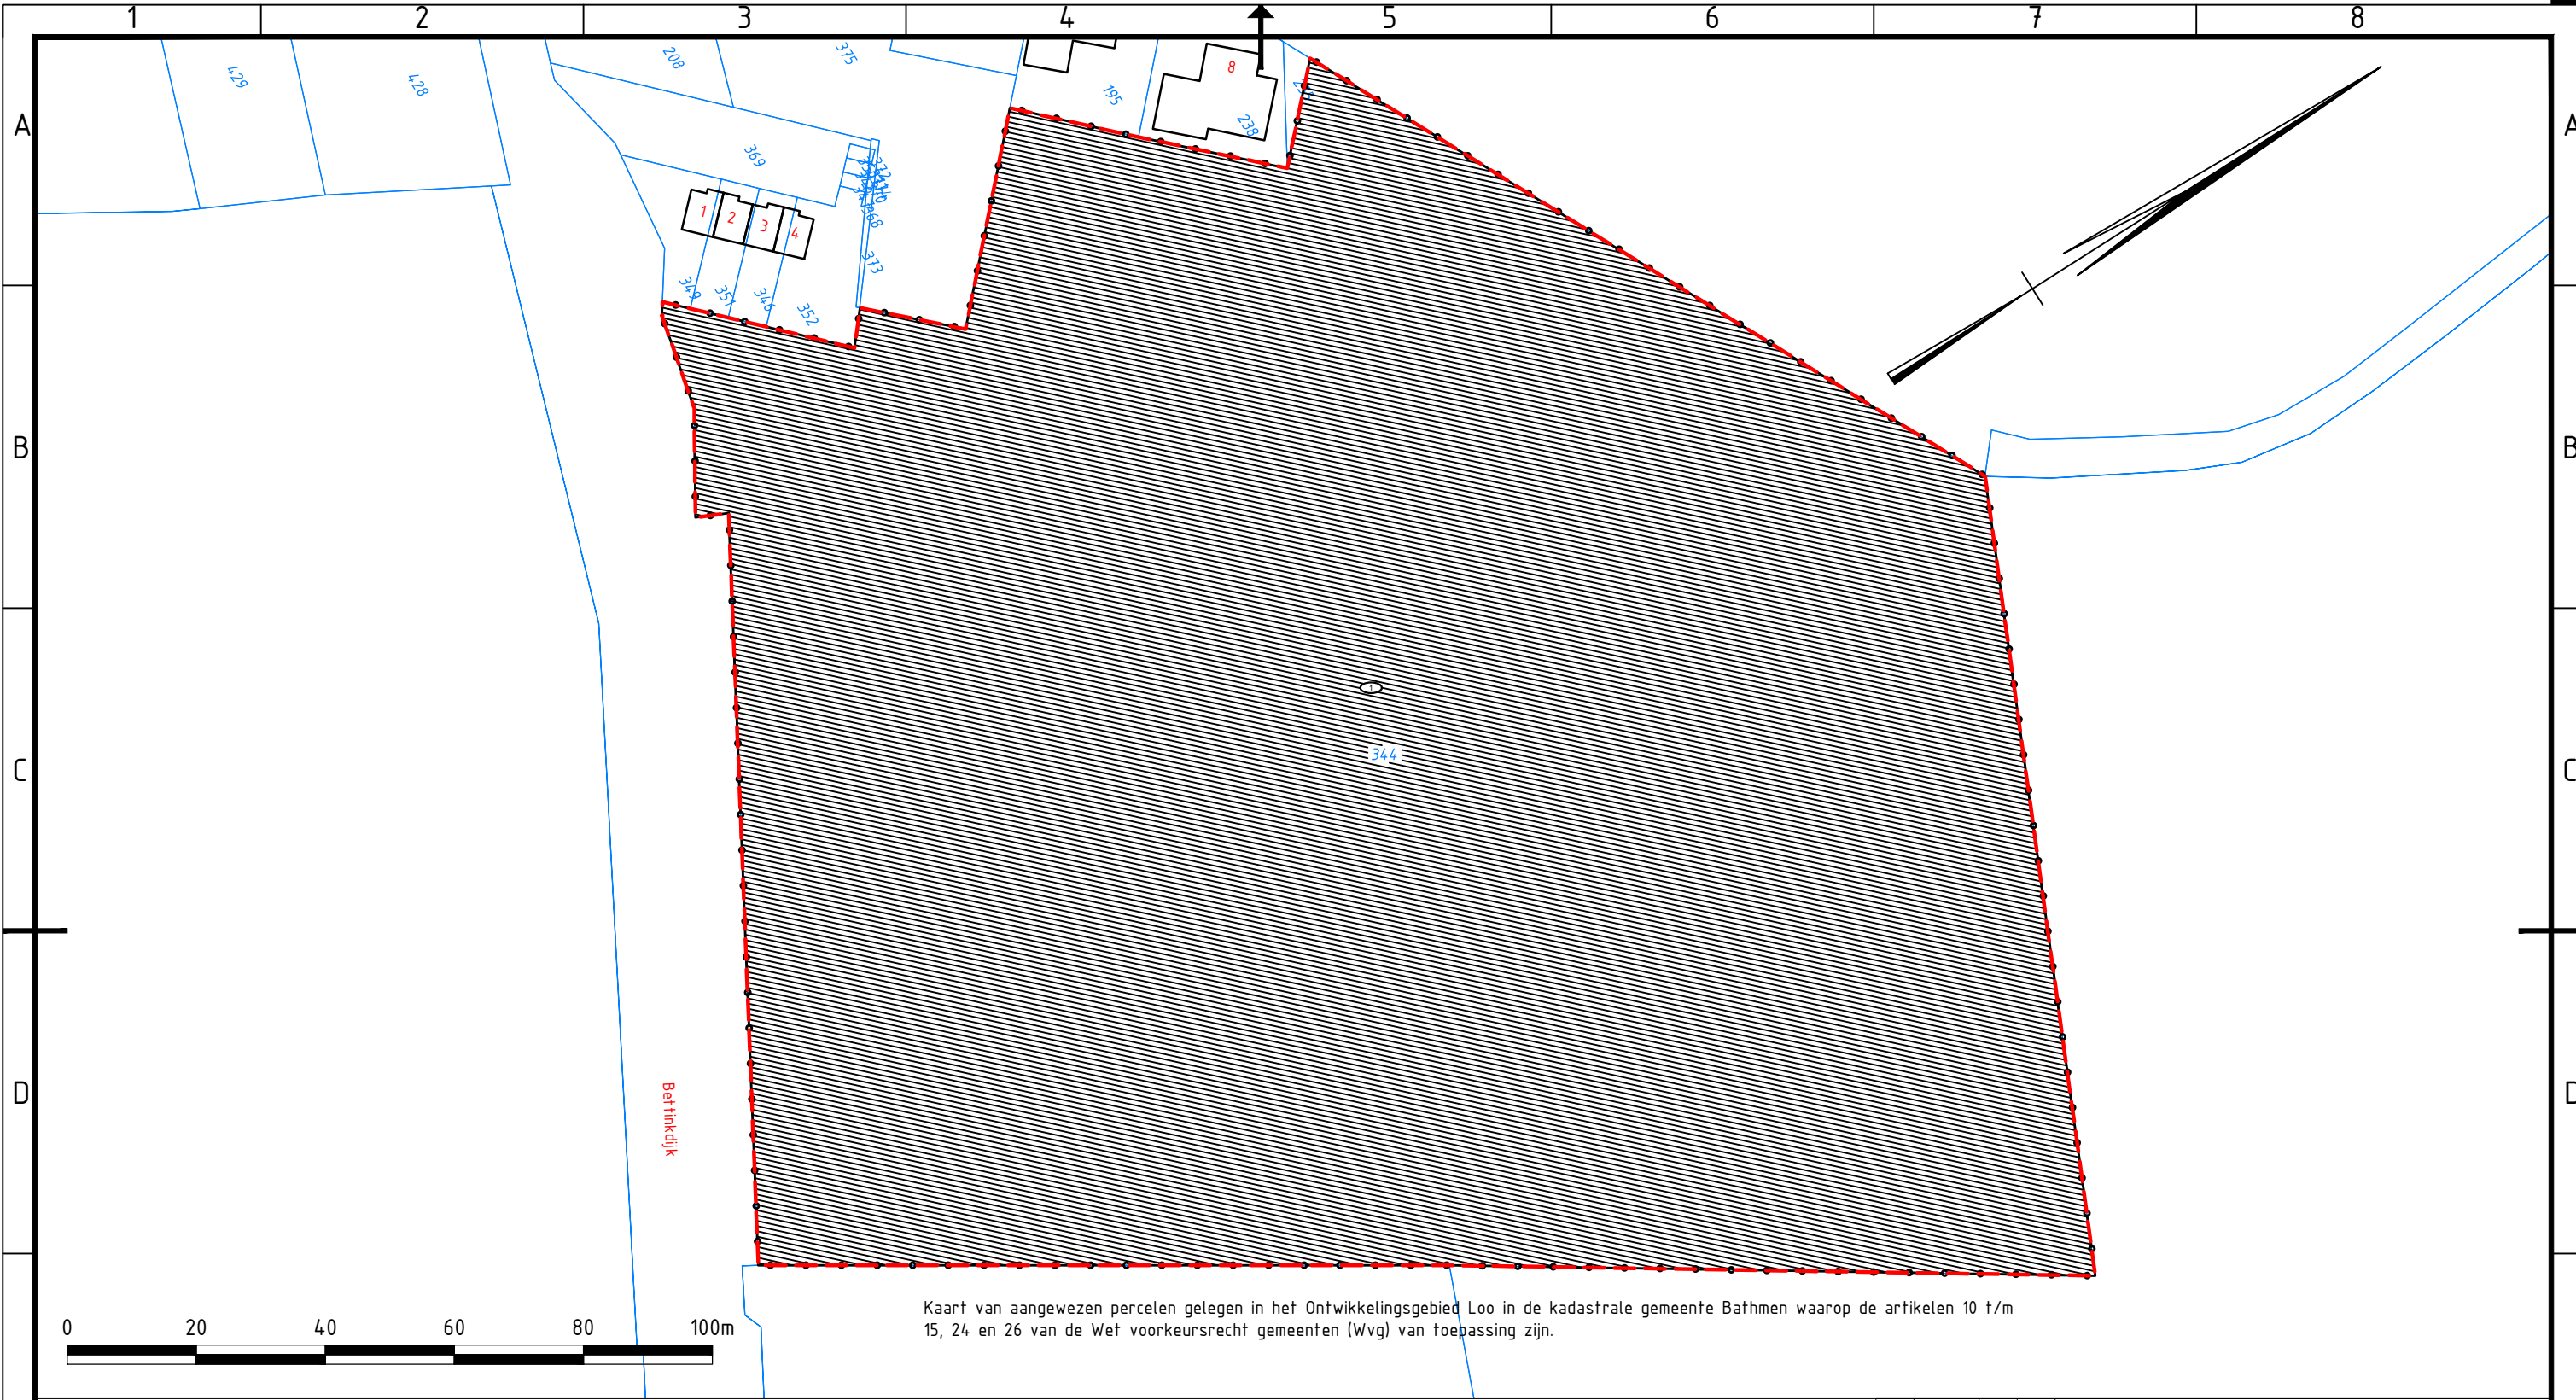 1 2 3 4 5 6 7 8
A
A
B
B
C
C
D
D
429
428
208
375
195
8
238
369
1
2
3
4
373
349
351
346
352
344
Bettinkdijk
Kaart van aangewezen percelen gelegen in het Ontwikkelingsgebied Loo in de kadastrale gemeente Bathmen waarop de artikelen 10 t/m
15, 24 en 26 van de Wet voorkeursrecht gemeenten (Wvg) van toepassing zijn.
0 20 40 60 80 100m